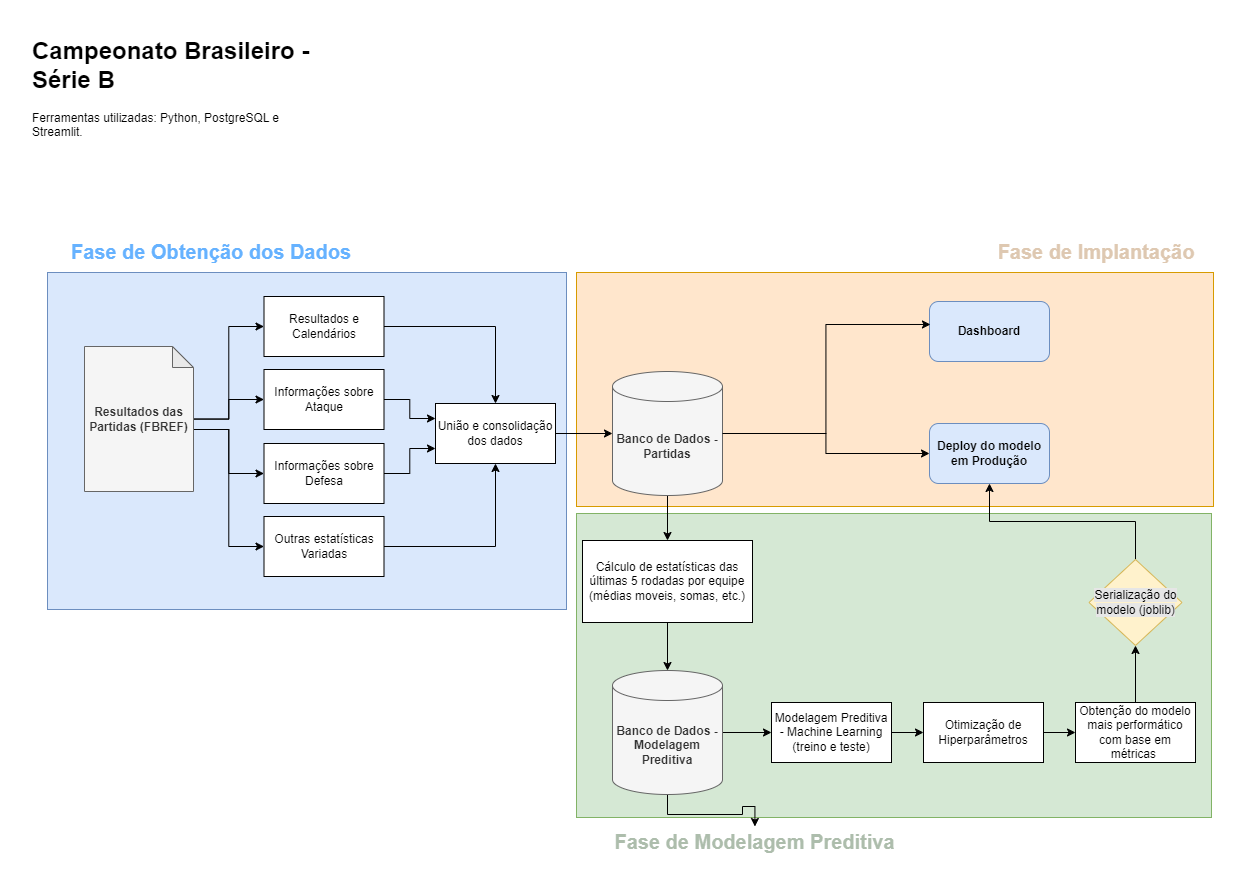 Campeonato Brasileiro -
Série B
Ferramentas utilizadas: Python, PostgreSQL e
Streamlit.
Fase de Obtenção dos Dados
Fase de Implantação
Resultados das
Partidas (FBREF)
Resultados e
Calendários
Informações sobre
Ataque
Informações sobre
Defesa
Outras estatísticas
Variadas
União e consolidação
dos dados
Banco de Dados -
Partidas
Dashboard
Deploy do modelo
em Produção
Cálculo de estatísticas das
últimas 5 rodadas por equipe
(médias moveis, somas, etc.)
Banco de Dados -
Modelagem
Preditiva
Modelagem Preditiva
- Machine Learning
(treino e teste)
Otimização de
Hiperparâmetros
Obtenção do modelo
mais performático
com base em
métricas
Serialização do
modelo (joblib)
Fase de Modelagem Preditiva